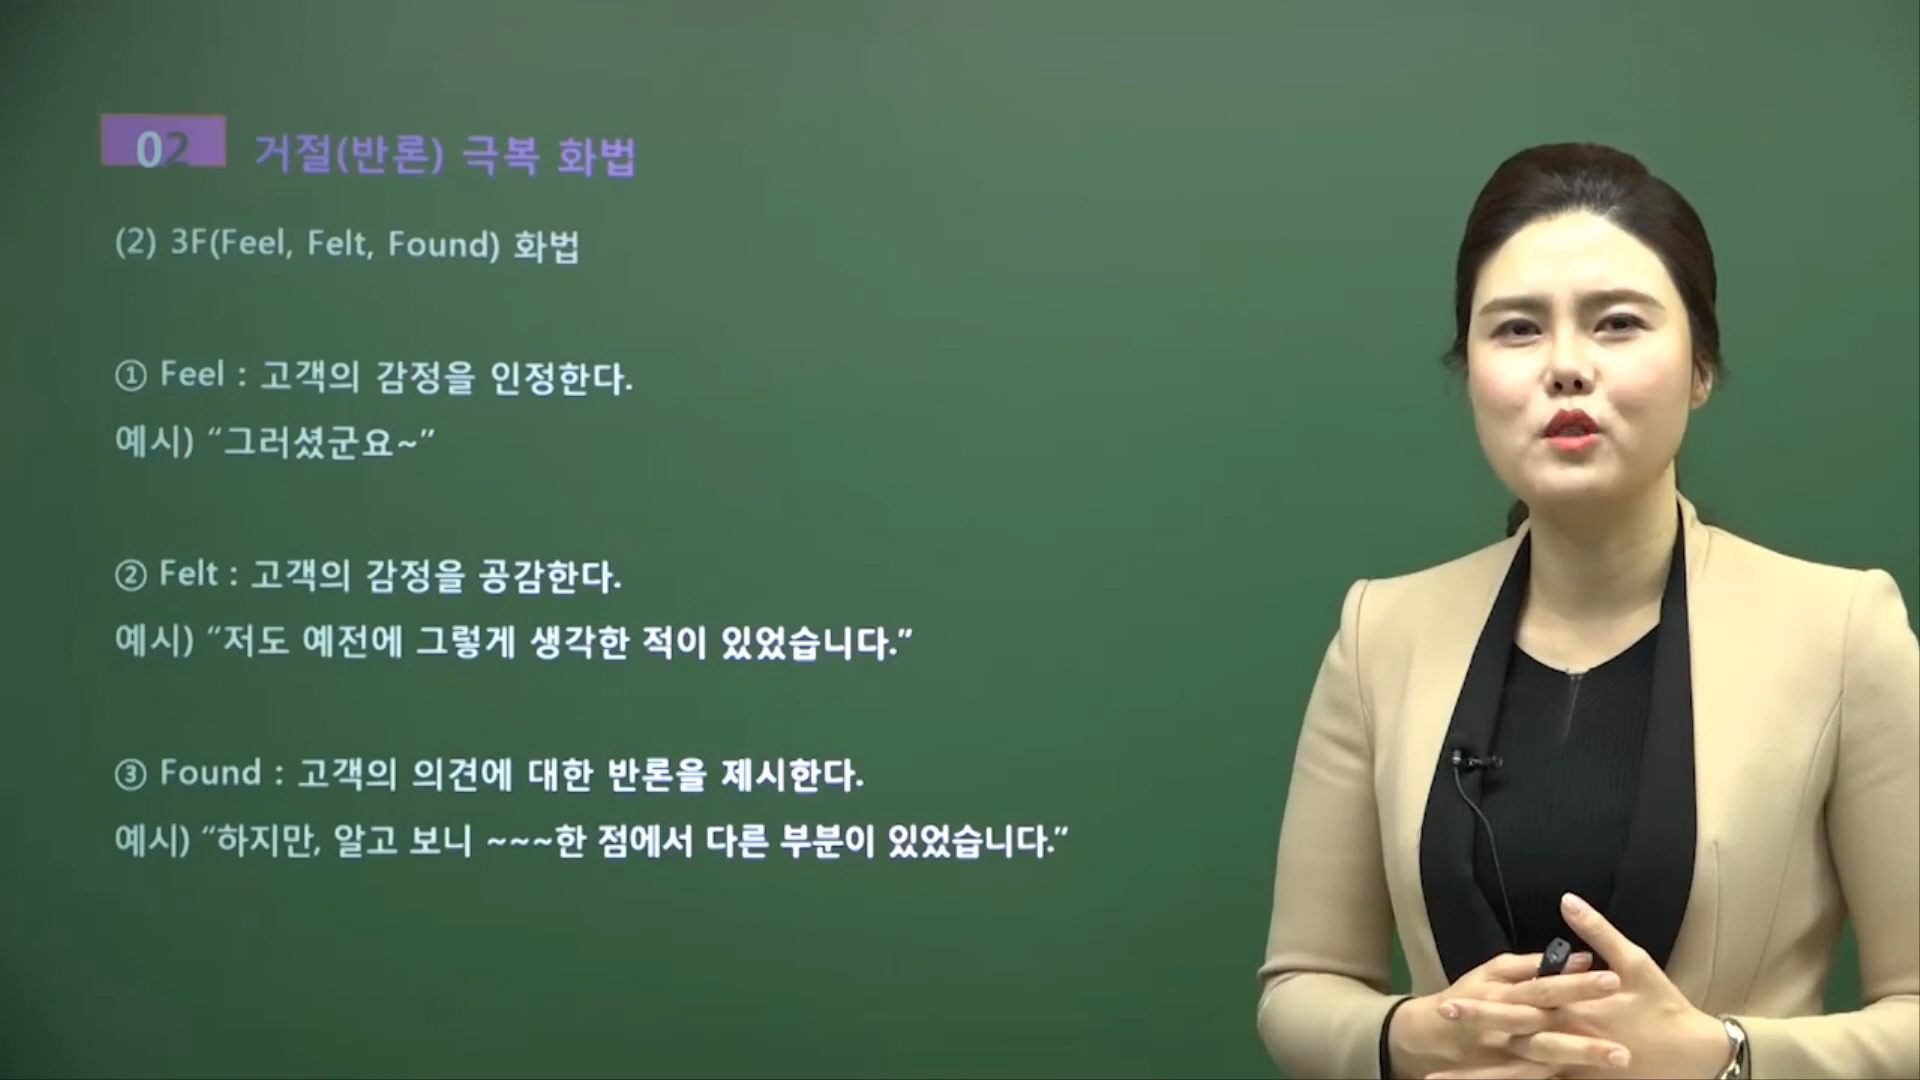 02 거절(반론) 극복 화법
(2) 3F(Feel, Felt, Found) 화법
① Feel : 고객의 감정을 인정한다.
예시) “그러셨군요~”
② Felt : 고객의 감정을 공감한다.
예시) “저도 예전에 그렇게 생각한 적이 있었습니다.”
③ Found : 고객의 의견에 대한 반론을 제시한다.
예시) “하지만, 알고 보니 ~~~한 점에서 다른 부분이 있었습니다.”